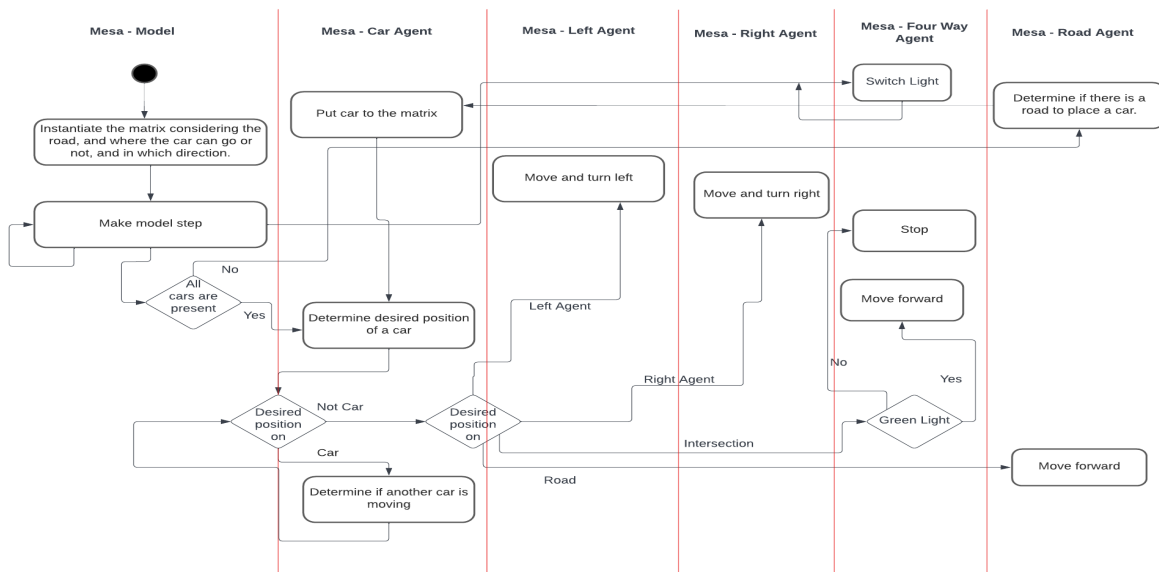 Mesa - Model
Mesa - Car Agent
Mesa - Left Agent
Mesa - Right Agent
Mesa - Four Way
Agent
Mesa - Road Agent
Switch Light
Put car to the matrix
Determine if there is a
road to place a car.
Instantiate the matrix considering the
road, and where the car can go or
not, and in which direction.
Move and turn left
Move and turn right
Make model step
Stop
No
All
cars are
present
Yes
Determine desired position
of a car
Left Agent
Move forward
No
Yes
Right Agent
Desired
position
on
Not Car
Desired
position
on
Green Light
Intersection
Car
Road
Move forward
Determine if another car is
moving